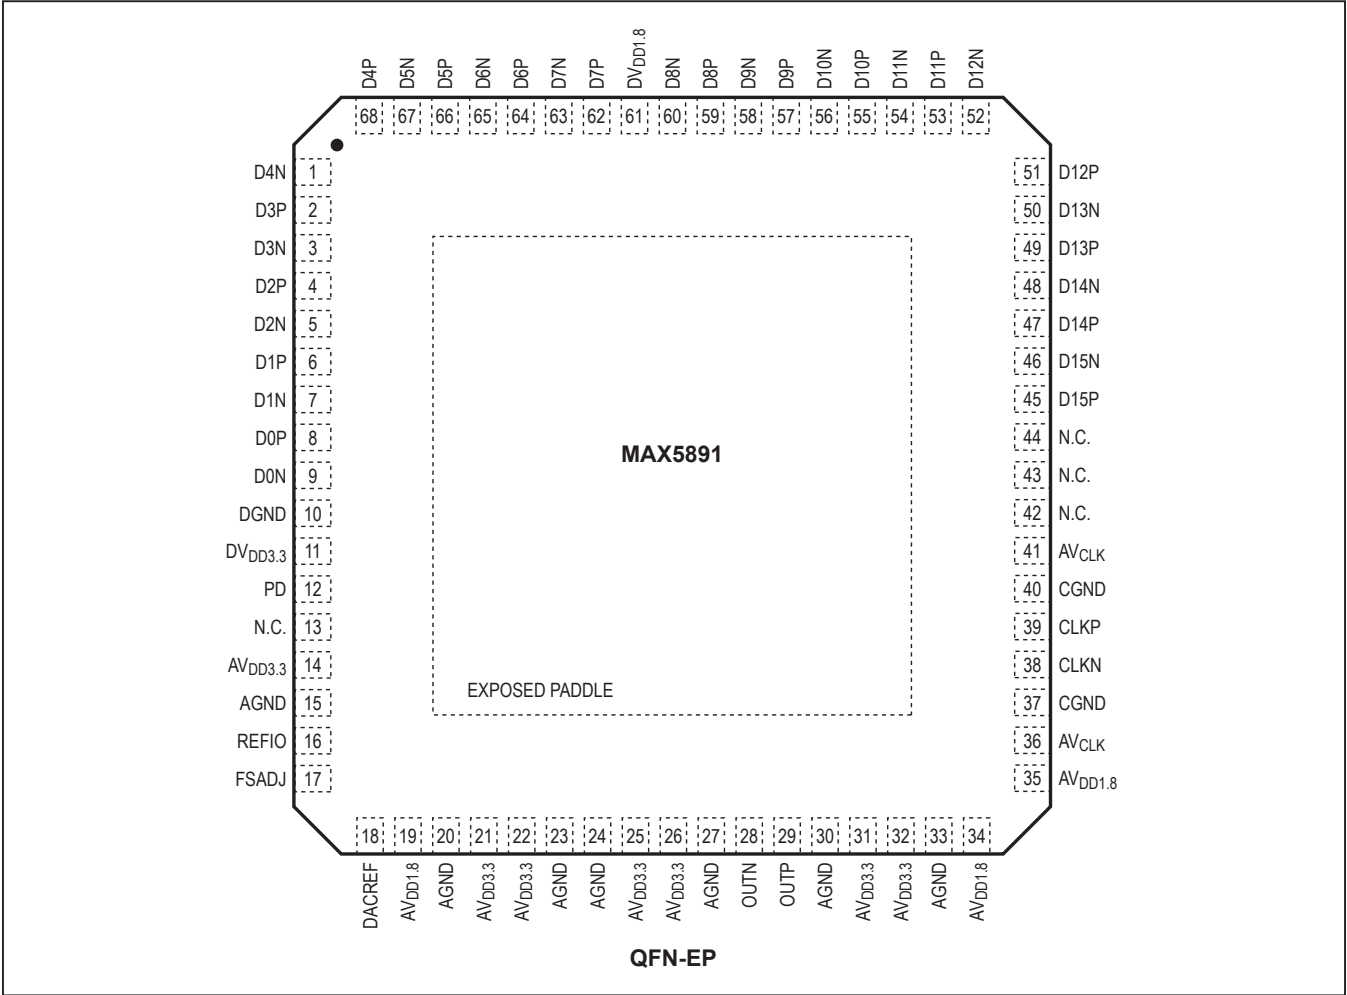 D4P D5N D5P D6N D6P D7N D7P DVDD1.8 D8N D8P D9N D9P D10N D10P D11N D11P D12N
68 67 66 65 64 63 62 61 60 59 58 57 56 55 54 53 52
D4N 1 51 D12P
D3P 2 50 D13N
D3N 3 49 D13P
D2P 4 48 D14N
D2N 5 47 D14P
D1P 6 46 D15N
D1N 7 45 D15P
D0P 8 44 N.C.
MAX5891
D0N 9 43 N.C.
DGND 10 42 N.C.
DVDD3.3 11 41 AVCLK
PD 12 40 CGND
N.C. 13 39 CLKP
AVDD3.3 14 38 CLKN
EXPOSED PADDLE
AGND 15 37 CGND
REFIO 16 36 AVCLK
FSADJ 17 35 AVDD1.8
18 19 20 21 22 23 24 25 26 27 28 29 30 31 32 33 34
DACREF AVDD1.8 AGND AVDD3.3 AVDD3.3 AGND AGND AVDD3.3 AVDD3.3 AGND OUTN OUTP AGND AVDD3.3 AVDD3.3 AGND AVDD1.8
QFN-EP